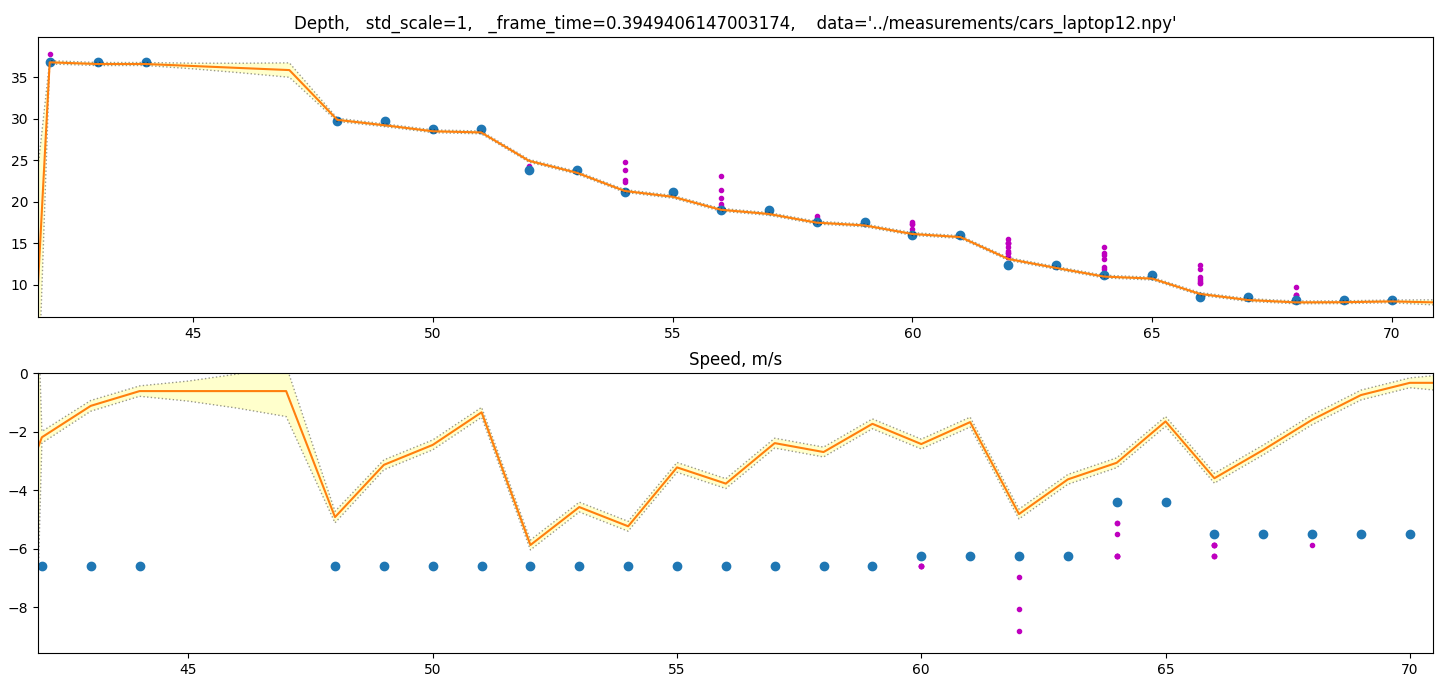 Depth,   std_scale=1,   _frame_time=0.3949406147003174,    data='../measurements/cars_laptop12.npy'
35
30
25
20
15
10
45 50 55 60 65 70
Speed, m/s
0
−2
−4
−6
−8
45 50 55 60 65 70